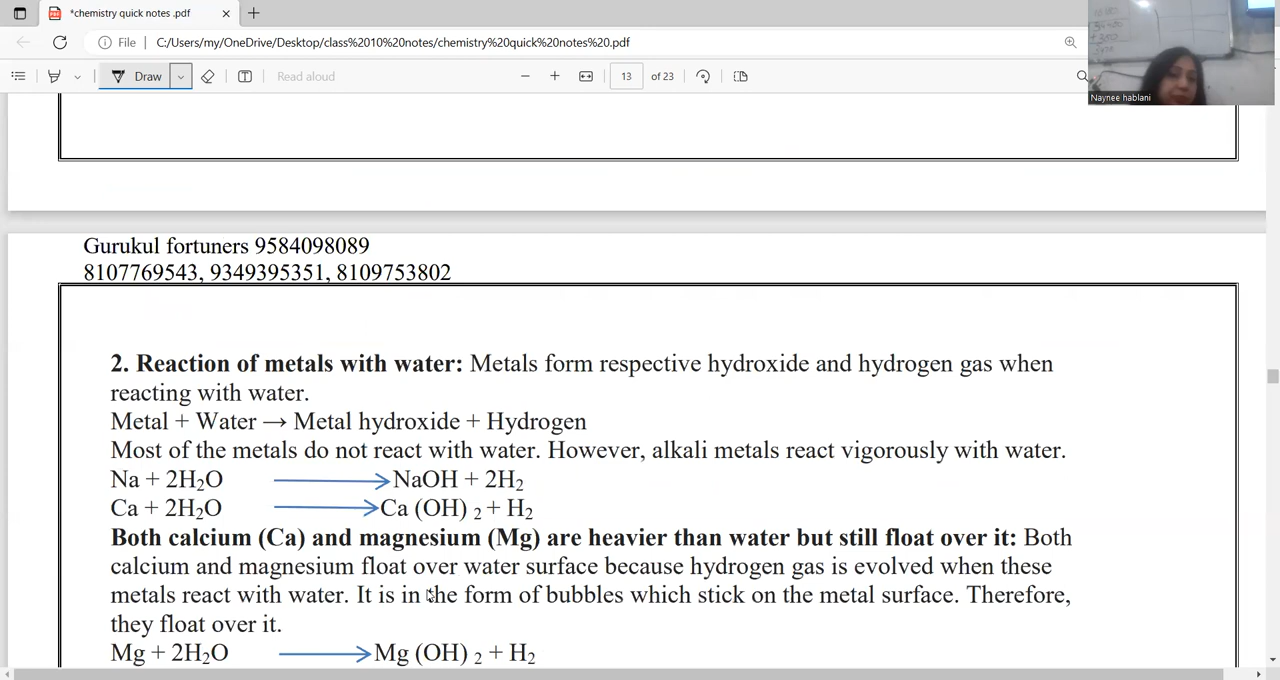 *chemistry quick notes .pdf
File
C:/Users/my/OneDrive/Desktop/class%2010%20notes/chemistry%20quick%20notes%20.pdf
Draw
Read aloud
13 of 23
Naynee hablani
Gurukul fortuners 9584098089
8107769543, 9349395351, 8109753802
2. Reaction of metals with water: Metals form respective hydroxide and hydrogen gas when
reacting with water.
Metal + Water → Metal hydroxide + Hydrogen
Most of the metals do not react with water. However, alkali metals react vigorously with water.
Na + 2H₂O ⟶ NaOH + 2H₂
Ca + 2H₂O ⟶ Ca (OH) ₂ + H₂
Both calcium (Ca) and magnesium (Mg) are heavier than water but still float over it: Both
calcium and magnesium float over water surface because hydrogen gas is evolved when these
metals react with water. It is in the form of bubbles which stick on the metal surface. Therefore,
they float over it.
Mg + 2H₂O ⟶ Mg (OH) ₂ + H₂